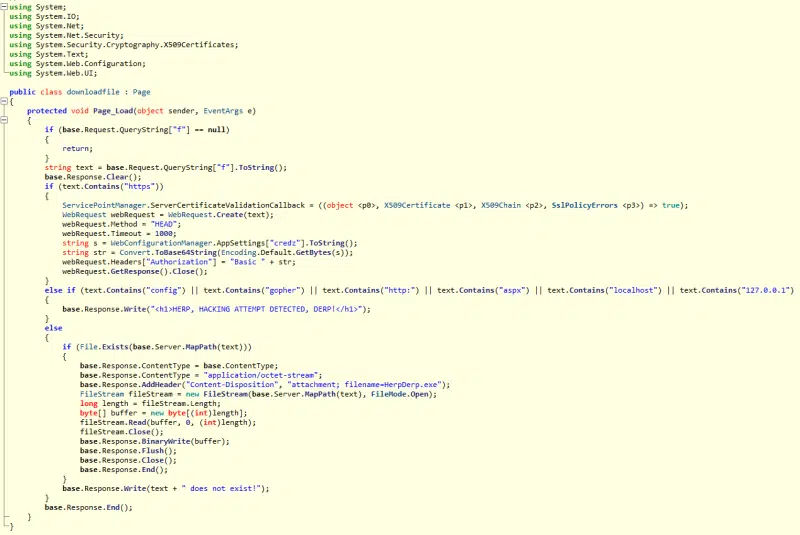 using System;
using System.IO;
using System.Net;
using System.Net.Security;
using System.Security.Cryptography.X509Certificates;
using System.Text;
using System.Web.Configuration;
using System.Web.UI;
public class downloadfile : Page
{
protected void Page_Load(object sender, EventArgs e)
{
if (base.Request.QueryString["f"] == null)
{
return;
}
string text = base.Request.QueryString["f"].ToString();
base.Response.Clear();
if (text.Contains("https"))
{
ServicePointManager.ServerCertificateValidationCallback = ((object <p0>, X509Certificate <p1>, X509Chain <p2>, SslPolicyErrors <p3>) => true);
WebRequest webRequest = WebRequest.Create(text);
webRequest.Method = "HEAD";
webRequest.Timeout = 1000;
string s = WebConfigurationManager.AppSettings["credz"].ToString();
string str = Convert.ToBase64String(Encoding.Default.GetBytes(s));
webRequest.Headers["Authorization"] = "Basic " + str;
webRequest.GetResponse().Close();
}
else if (text.Contains("config") || text.Contains("gopher") || text.Contains("http:") || text.Contains("aspx") || text.Contains("localhost") || text.Contains("127.0.0.1")
{
base.Response.Write("<h1>HERP, HACKING ATTEMPT DETECTED, DERP!</h1>");
}
else
{
if (File.Exists(base.Server.MapPath(text)))
{
base.Response.ContentType = base.ContentType;
base.Response.ContentType = "application/octet-stream";
base.Response.AddHeader("Content-Disposition", "attachment; filename=HerpDerp.exe");
FileStream fileStream = new FileStream(base.Server.MapPath(text), FileMode.Open);
long length = fileStream.Length;
byte[] buffer = new byte[(int)length];
fileStream.Read(buffer, 0, (int)length);
fileStream.Close();
base.Response.BinaryWrite(buffer);
base.Response.Flush();
base.Response.Close();
base.Response.End();
}
base.Response.Write(text + " does not exist!");
}
base.Response.End();
}
}